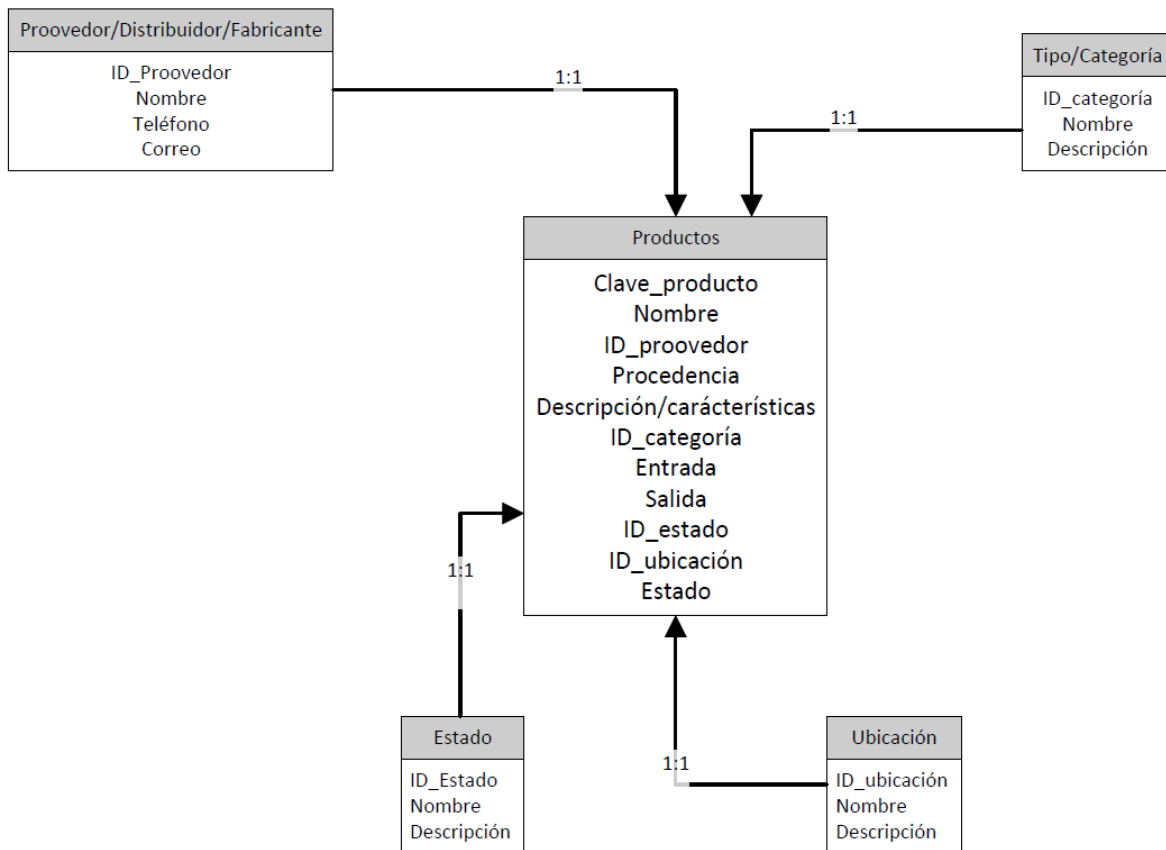 Proovedor/Distribuidor/Fabricante
ID_Proovedor
Nombre
Teléfono
Correo
1:1
Tipo/Categoría
ID_categoría
Nombre
Descripción
1:1
Productos
Clave_producto
Nombre
ID_proovedor
Procedencia
Descripción/carácterísticas
ID_categoría
Entrada
Salida
ID_estado
ID_ubicación
Estado
1:1
Estado
ID_Estado
Nombre
Descripción
1:1
Ubicación
ID_ubicación
Nombre
Descripción